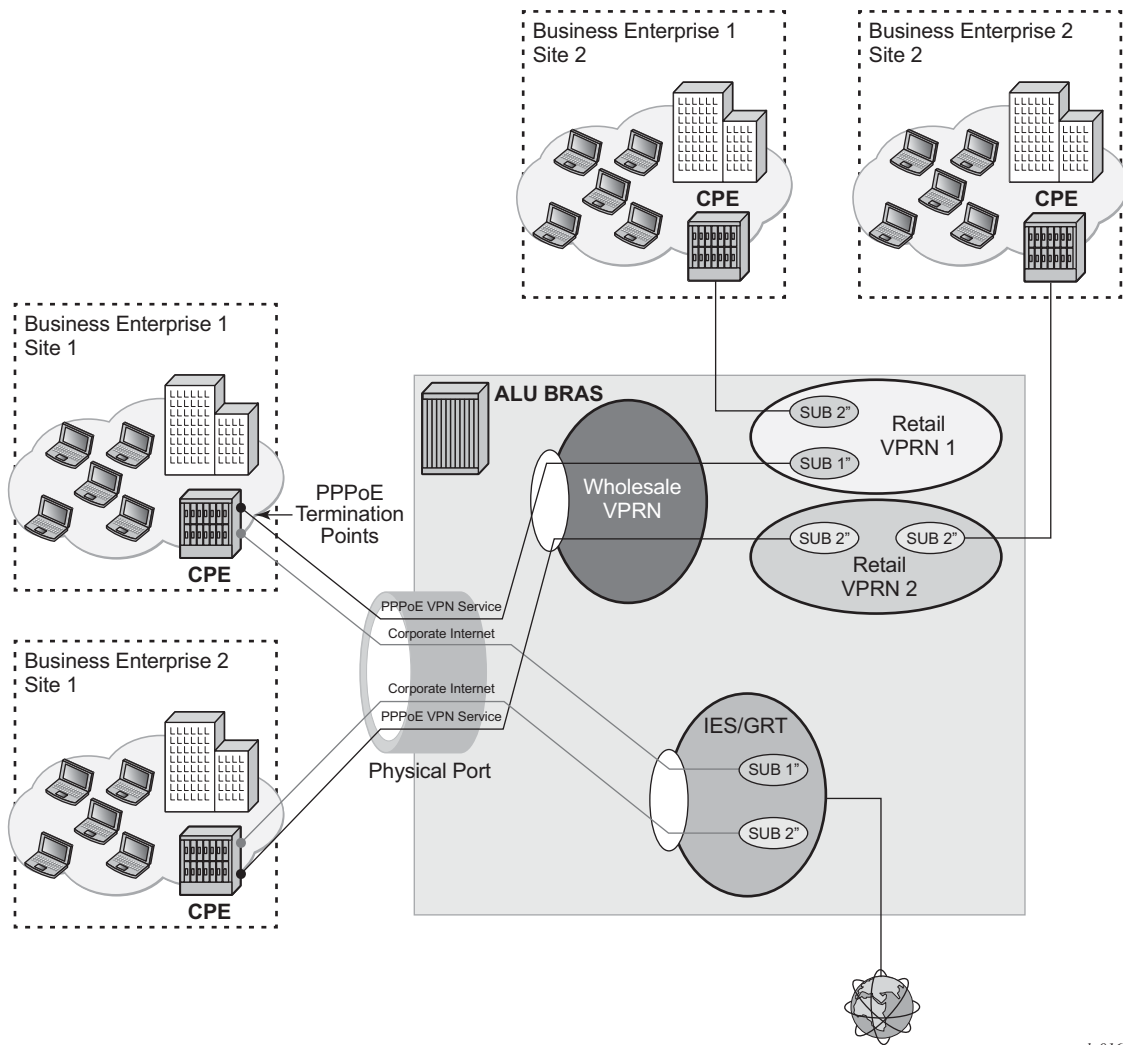 Business Enterprise 1
Site 2
CPE
Business Enterprise 2
Site 2
CPE
Business Enterprise 1
Site 1
CPE
PPPoE
Termination
Points
ALU BRAS
Wholesale
VPRN
SUB 2”
SUB 1”
Retail
VPRN 1
SUB 2”
SUB 2”
Retail
VPRN 2
PPPoE VPN Service
Corporate Internet
Corporate Internet
PPPoE VPN Service
Physical Port
Business Enterprise 2
Site 1
CPE
IES/GRT
SUB 1”
SUB 2”